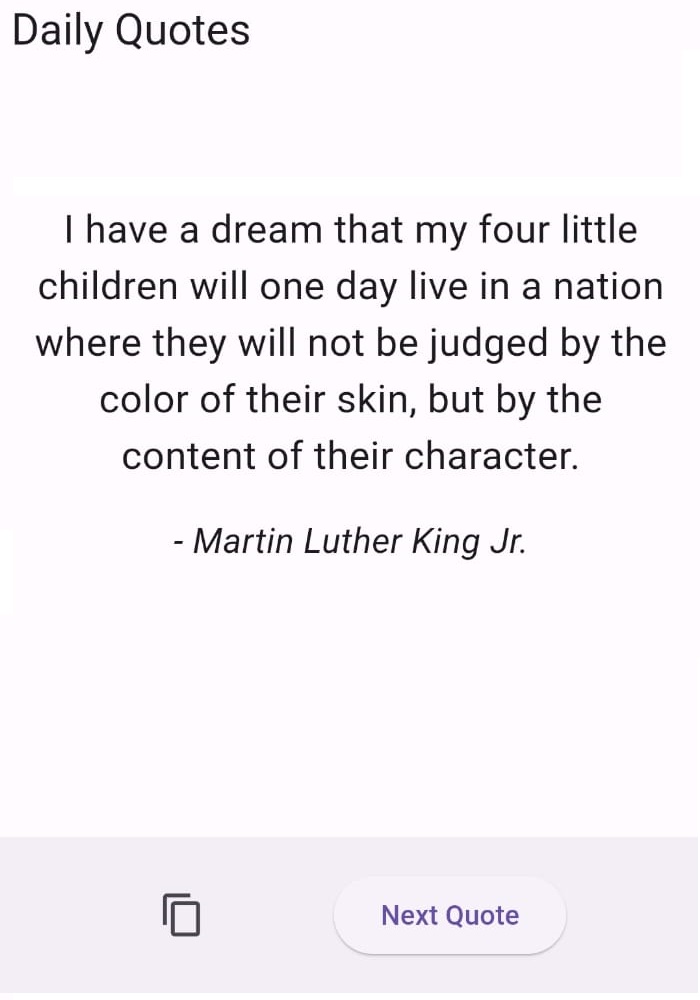 Daily Quotes
I have a dream that my four little
children will one day live in a nation
where they will not be judged by the
color of their skin, but by the
content of their character.
- Martin Luther King Jr.
Next Quote